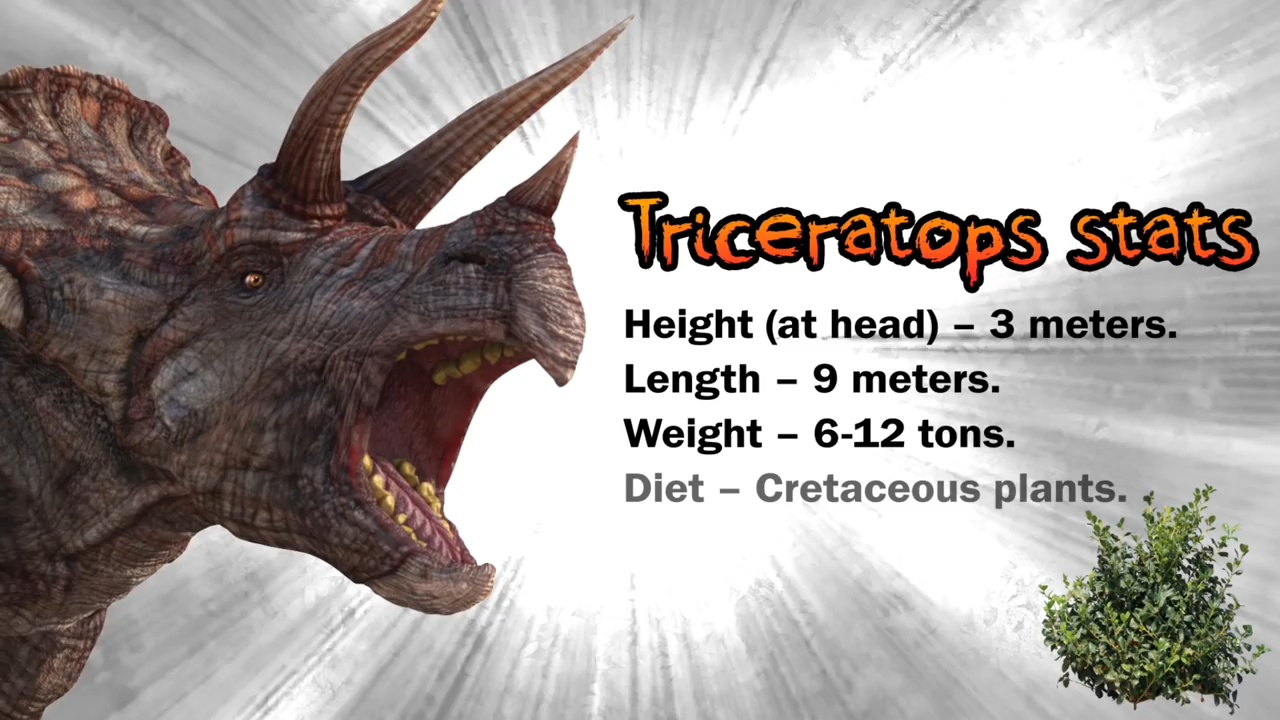 Triceratops stats
Height (at head) – 3 meters.
Length – 9 meters.
Weight – 6-12 tons.
Diet – Cretaceous plants.